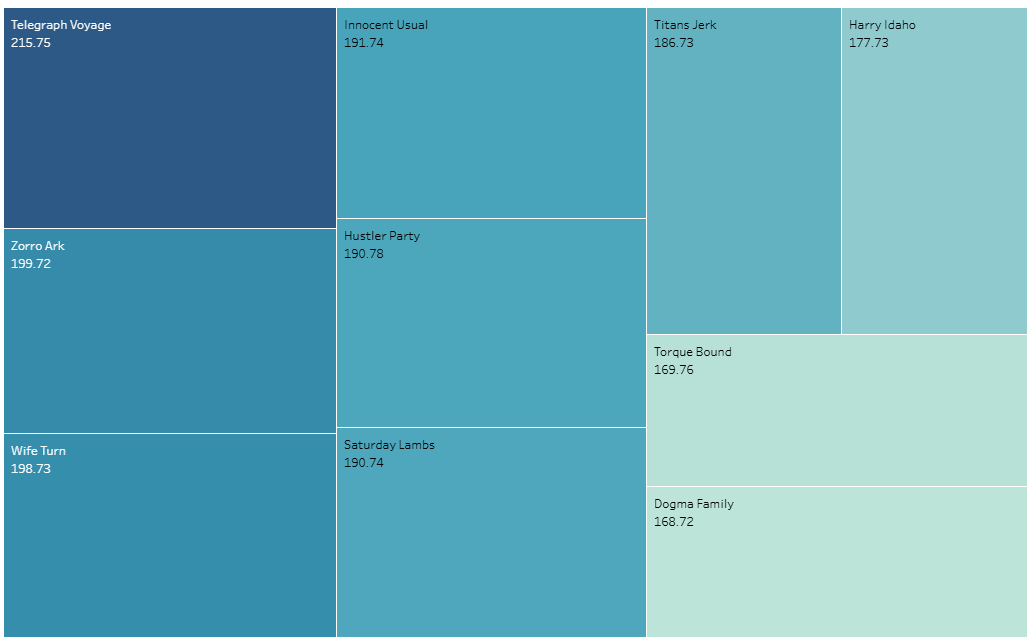 Telegraph Voyage
215.75
Zorro Ark
199.72
Wife Turn
198.73
Innocent Usual
191.74
Hustler Party
190.78
Saturday Lambs
190.74
Titans Jerk
186.73
Harry Idaho
177.73
Torque Bound
169.76
Dogma Family
168.72